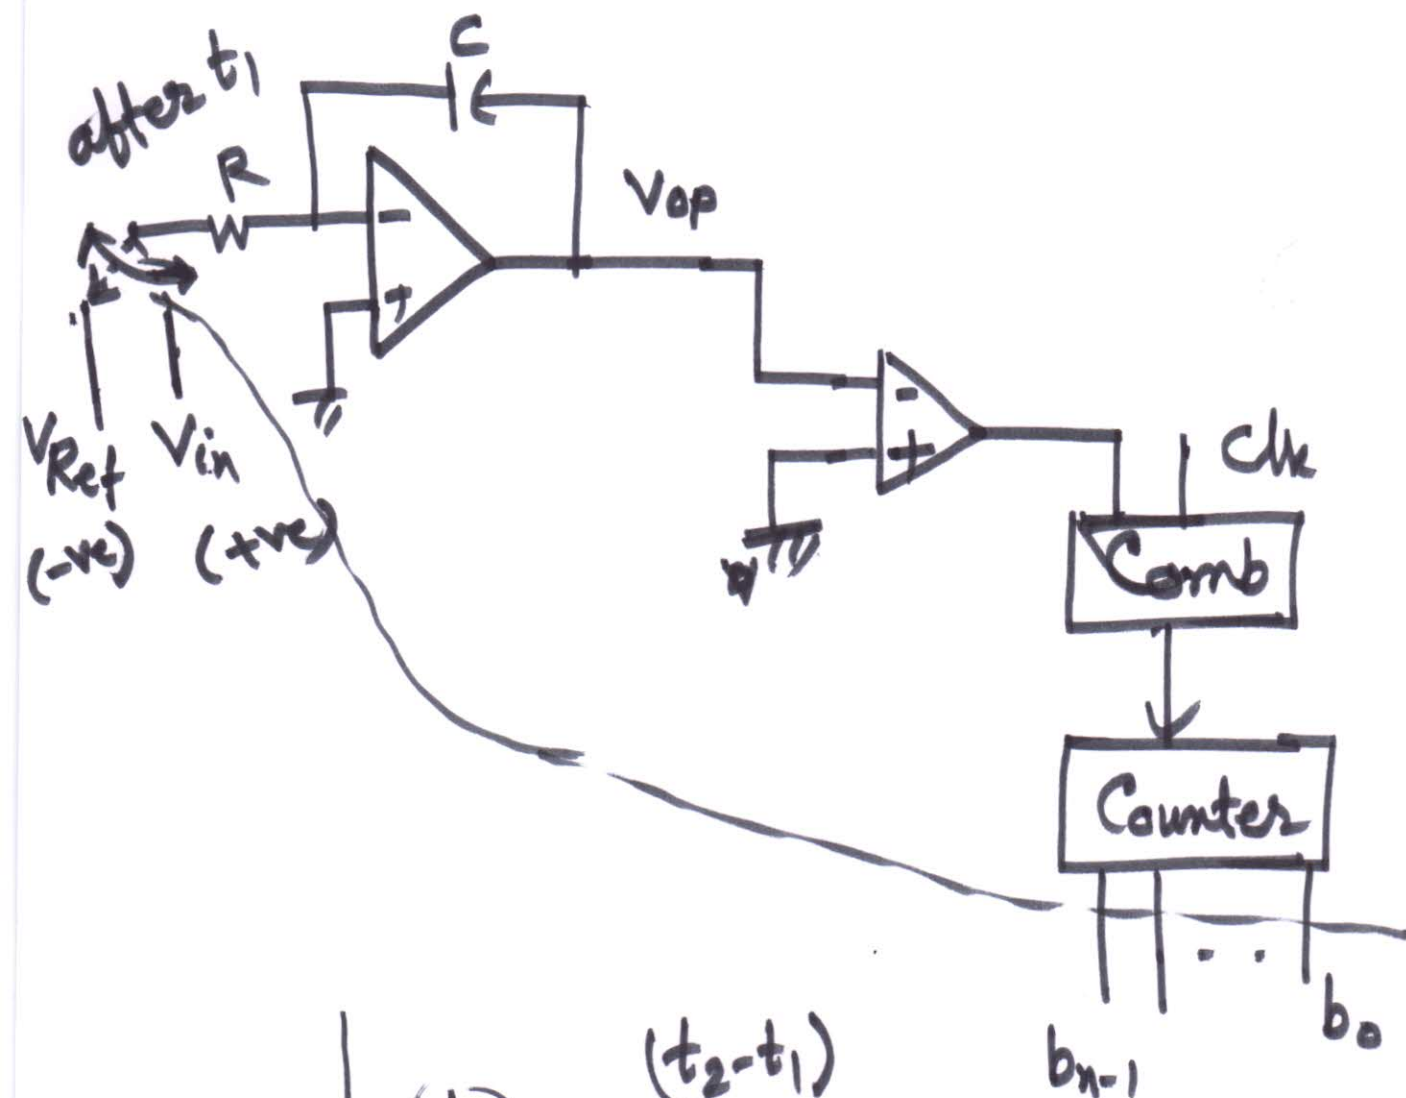 after t1
C
R
Vop
VRef
Vin
(-ve)
(+ve)
-
+
-
+
Clk
Comb
Counter
bn-1
. .
b0
(t2-t1)